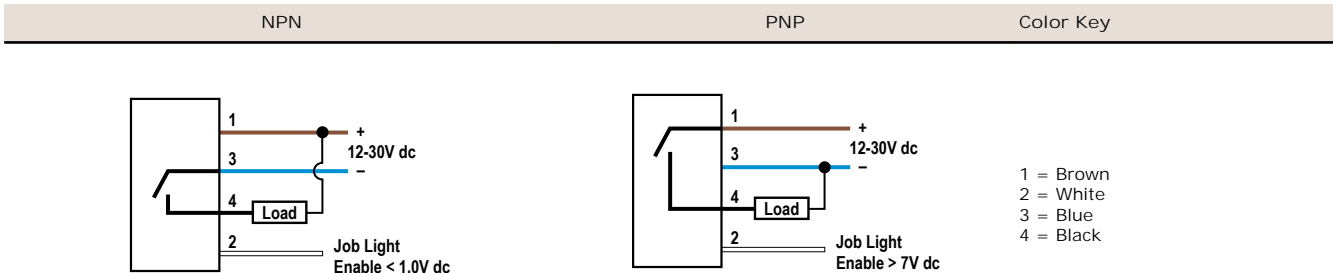 NPN PNP Color Key
1
+
12-30V dc
3
–
4
Load
2
Job Light
Enable < 1.0V dc
1
+
12-30V dc
3
–
4
Load
2
Job Light
Enable > 7V dc
1 = Brown
2 = White
3 = Blue
4 = Black